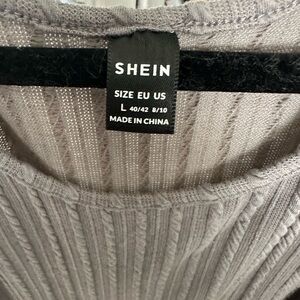 SHEIN
SIZE EU US
L 40/42 8/10
MADE IN CHINA